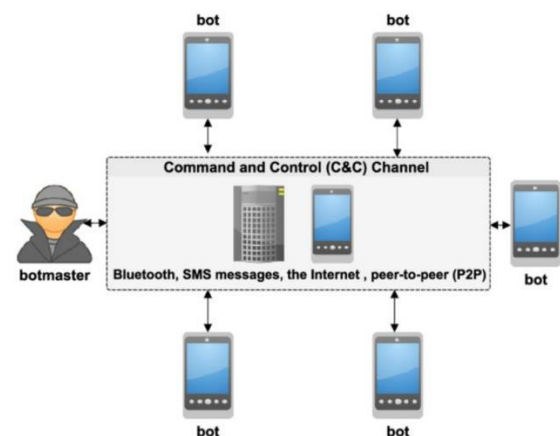 bot
bot
Command and Control (C&C) Channel
botmaster
Bluetooth, SMS messages, the Internet , peer-to-peer (P2P)
bot
bot
bot